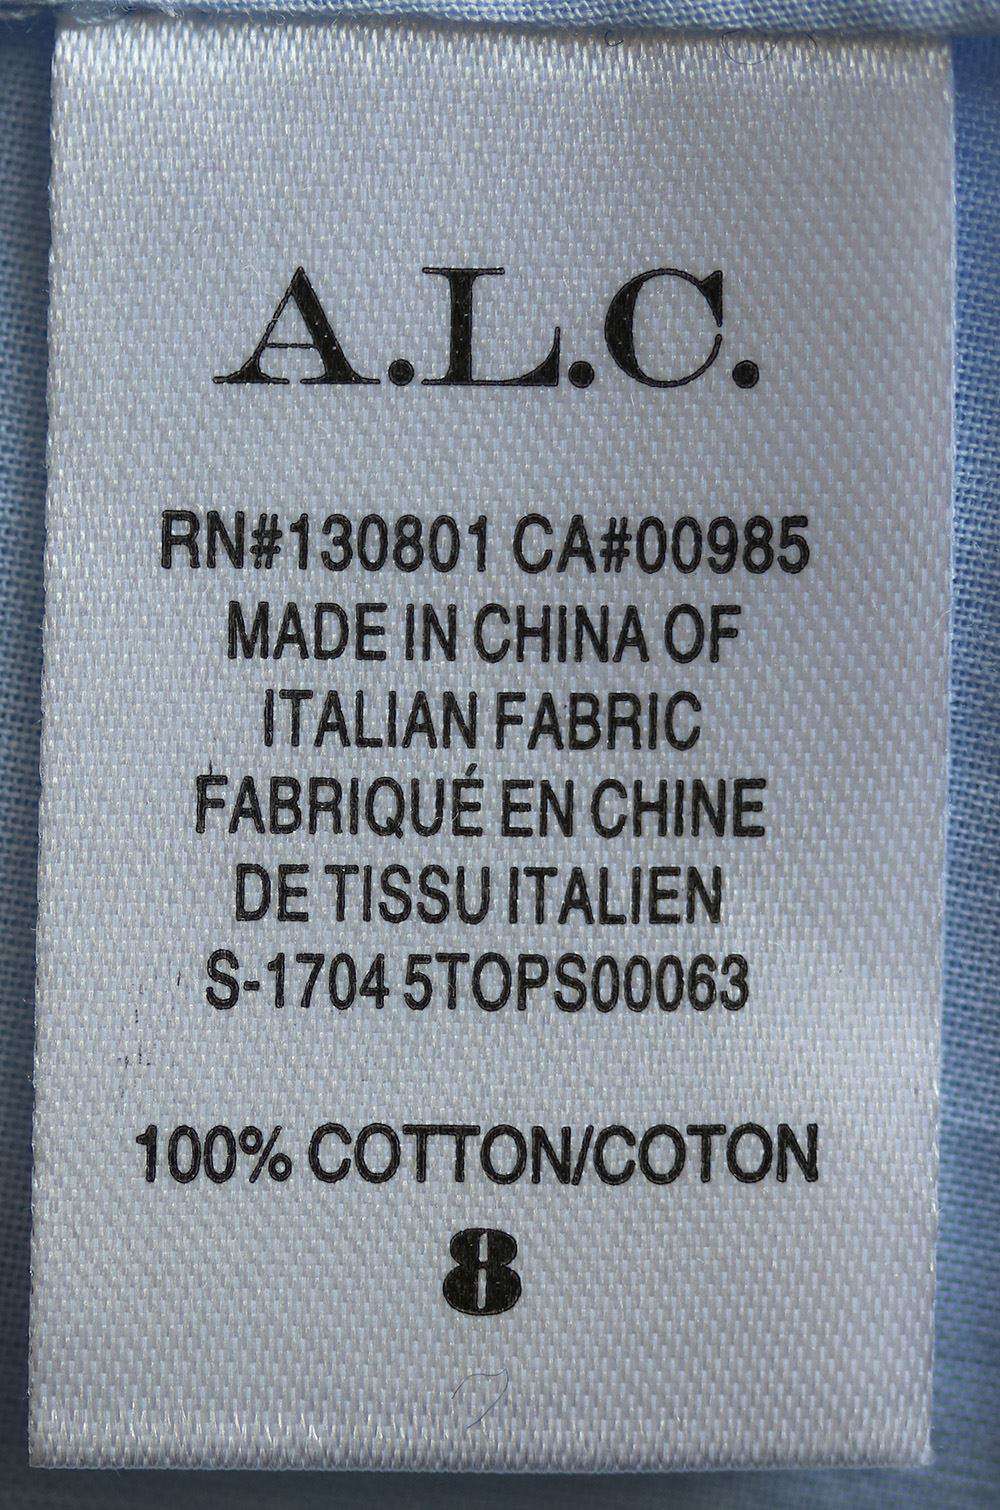 A.L.C.
RN#130801 CA#00985
MADE IN CHINA OF
ITALIAN FABRIC
FABRIQUÉ EN CHINE
DE TISSU ITALIEN
S-1704 5TOPS00063
100% COTTON/COTON
8